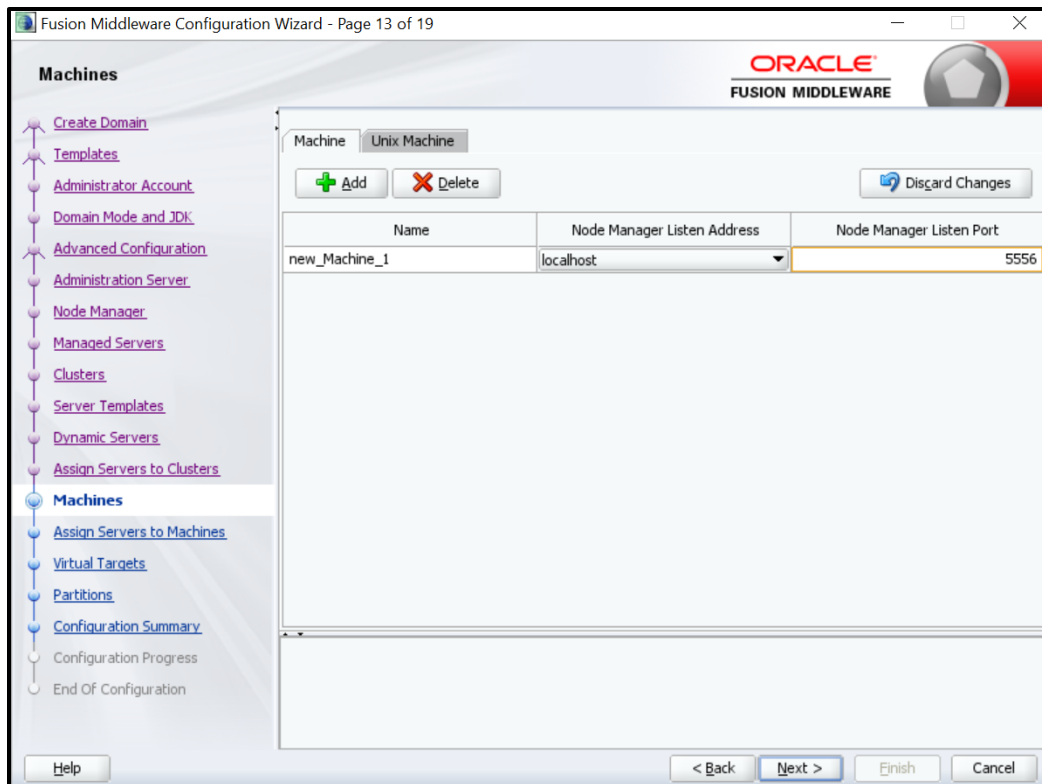 Fusion Middleware Configuration Wizard - Page 13 of 19
Machines
ORACLE
FUSION MIDDLEWARE
Create Domain
Templates
Administrator Account
Domain Mode and JDK
Advanced Configuration
Administration Server
Node Manager
Managed Servers
Clusters
Server Templates
Dynamic Servers
Assign Servers to Clusters
Machines
Assign Servers to Machines
Virtual Targets
Partitions
Configuration Summary
Configuration Progress
End Of Configuration
Machine Unix Machine
Add Delete Discard Changes
Name Node Manager Listen Address Node Manager Listen Port
new_Machine_1 localhost 5556
Help < Back Next > Finish Cancel